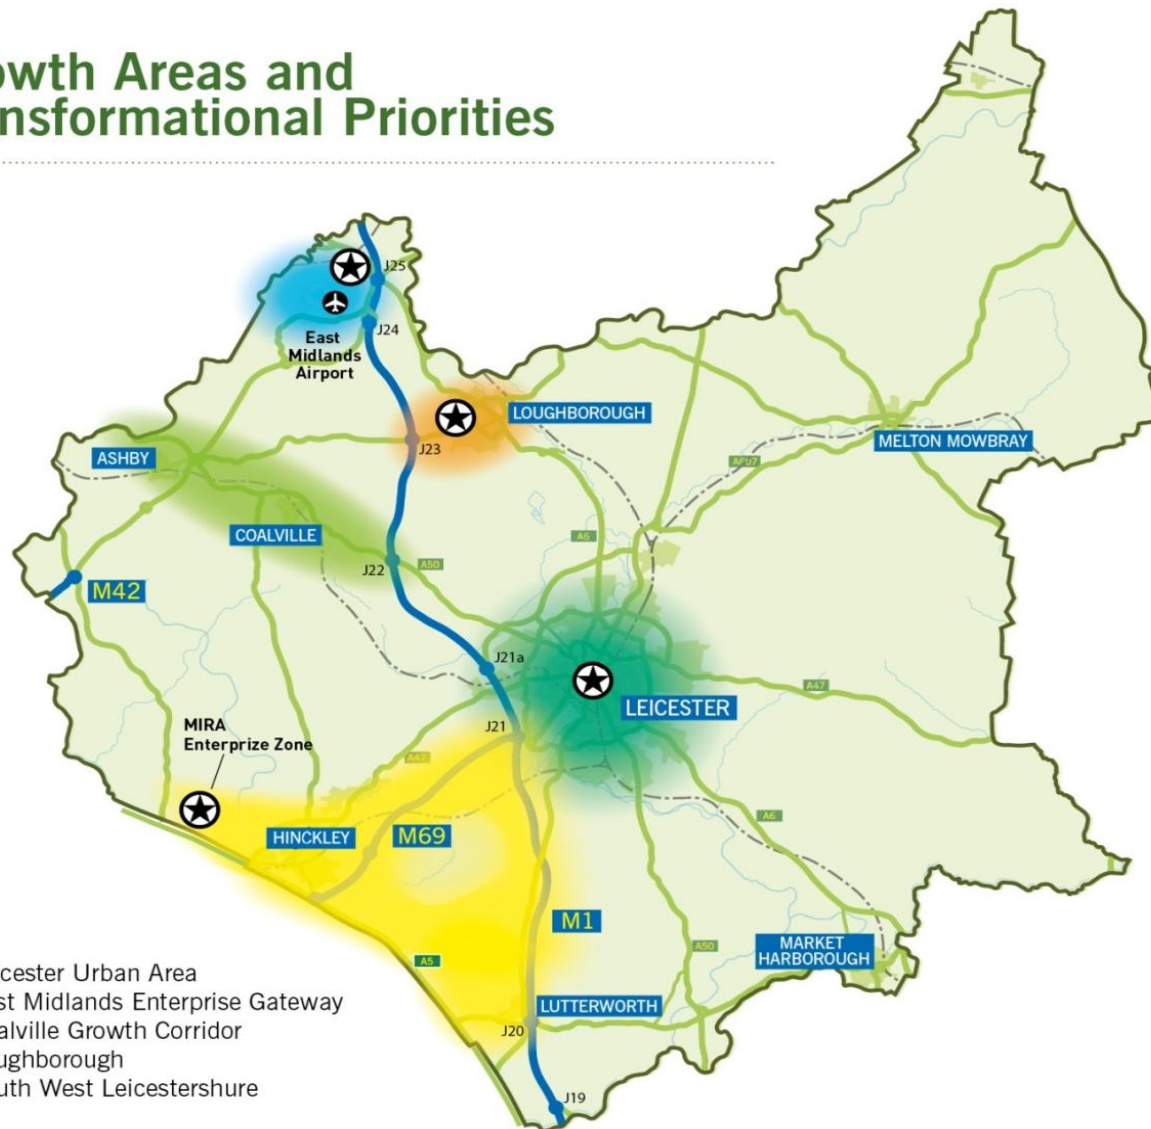 owth Areas and
nsformational Priorities
J25
J24
East
Midlands
Airport
LOUGHBOROUGH
J23
MELTON MOWBRAY
ASHBY
COALVILLE
A6
J22
A50
M42
J21a
LEICESTER
A47
J21
MIRA
Enterprize Zone
HINCKLEY
M69
A6
M1
A50
MARKET
HARBOROUGH
A5
LUTTERWORTH
J20
J19
cester Urban Area
st Midlands Enterprise Gateway
alville Growth Corridor
ughborough
uth West Leicestershure